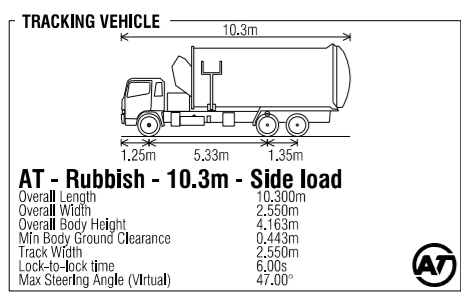 TRACKING VEHICLE
10.3m
1.25m 5.33m 1.35m
AT - Rubbish - 10.3m - Side load
Overall Length 10.300m
Overall Width 2.550m
Overall Body Height 4.163m
Min Body Ground Clearance 0.443m
Track Width 2.550m
Lock-to-lock time 6.00s
Max Steering Angle (Virtual) 47.00°
AT